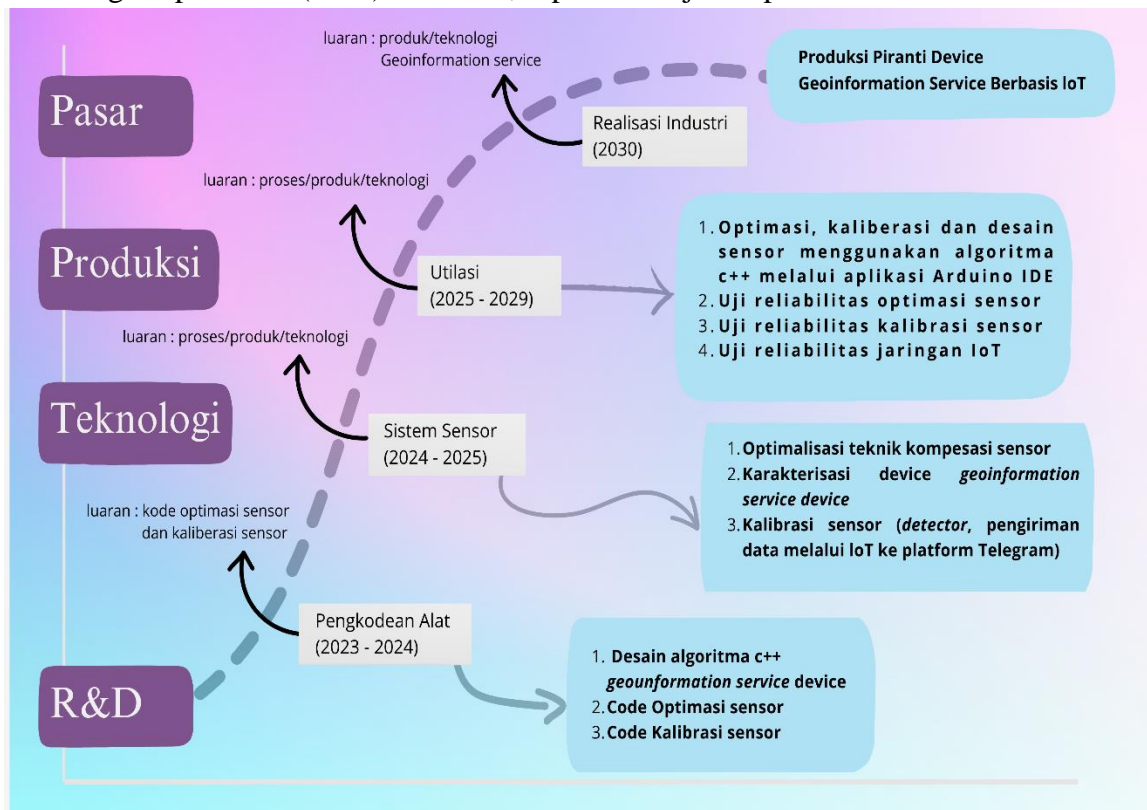 luaran : produk/teknologi
Geoinformation service
Produksi Piranti Device
Geoinformation Service Berbasis IoT
Pasar
Realisasi Industri
(2030)
luaran : proses/produk/teknologi
Produksi
Utilasi
(2025 - 2029)
1. Optimasi, kaliberasi dan desain
sensor menggunakan algoritma
c++ melalui aplikasi Arduino IDE
2. Uji reliabilitas optimasi sensor
3. Uji reliabilitas kalibrasi sensor
4. Uji reliabilitas jaringan IoT
luaran : proses/produk/teknologi
Teknologi
Sistem Sensor
(2024 - 2025)
1. Optimalisasi teknik kompesasi sensor
2. Karakterisasi device geoinformation
service device
3. Kalibrasi sensor (detector, pengiriman
data melalui IoT ke platform Telegram)
luaran : kode optimasi sensor
dan kaliberasi sensor
Pengkodean Alat
(2023 - 2024)
R&D
1. Desain algoritma c++
geounformation service device
2. Code Optimasi sensor
3. Code Kalibrasi sensor